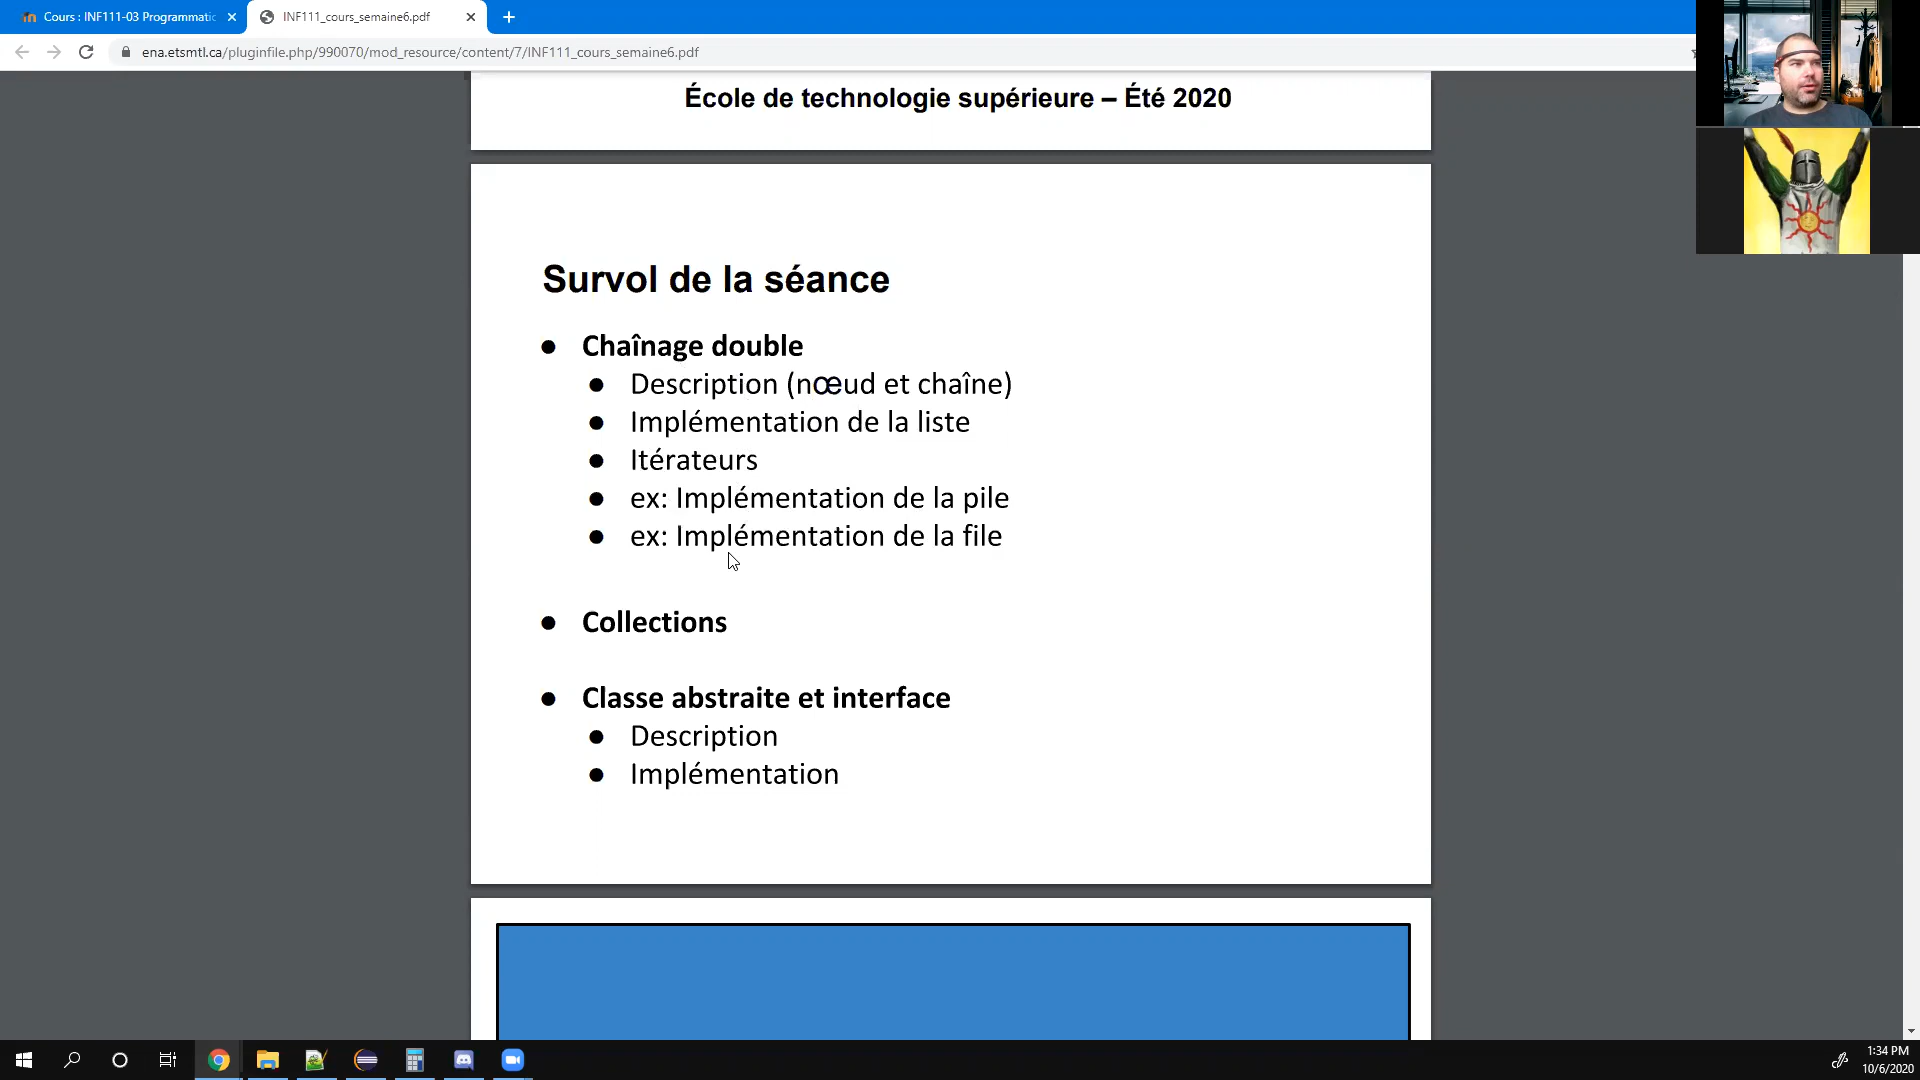 Cours : INF111-03 Programmatic
INF111_cours_semaine6.pdf
ena.etsmtl.ca/pluginfile.php/990070/mod_resource/content/7/INF111_cours_semaine6.pdf
École de technologie supérieure – Été 2020
Survol de la séance
● Chaînage double
● Description (nœud et chaîne)
● Implémentation de la liste
● Itérateurs
● ex: Implémentation de la pile
● ex: Implémentation de la file
● Collections
● Classe abstraite et interface
● Description
● Implémentation
1:34 PM
10/6/2020